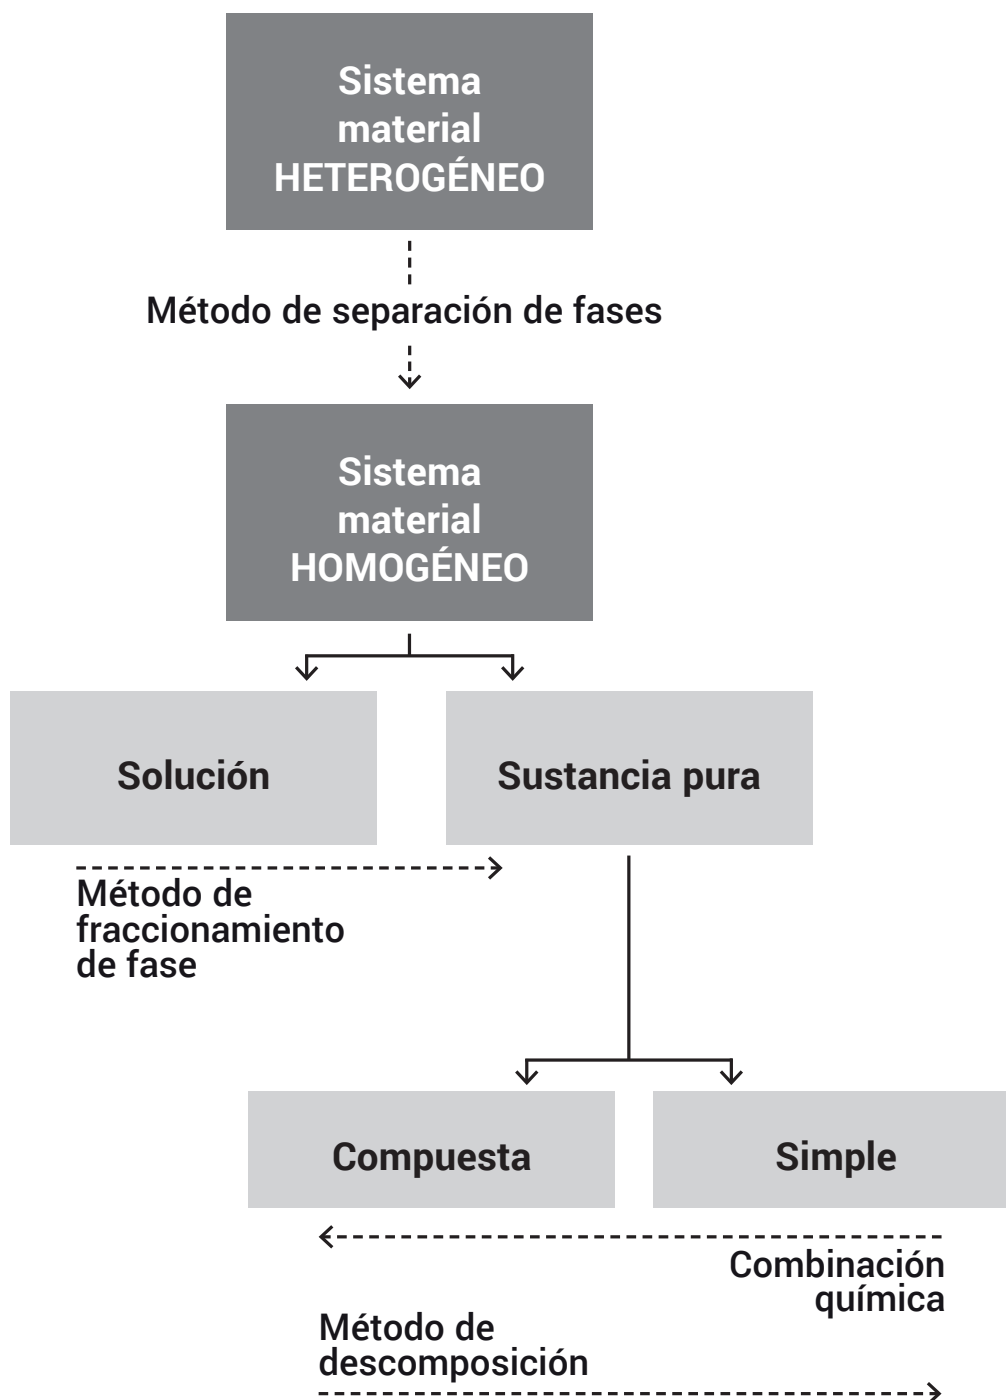 Sistema
material
HETEROGÉNEO
Método de separación de fases
Sistema
material
HOMOGÉNEO
Solución
Sustancia pura
Método de
fraccionamiento
de fase
Compuesta
Simple
Combinación
química
Método de
descomposición